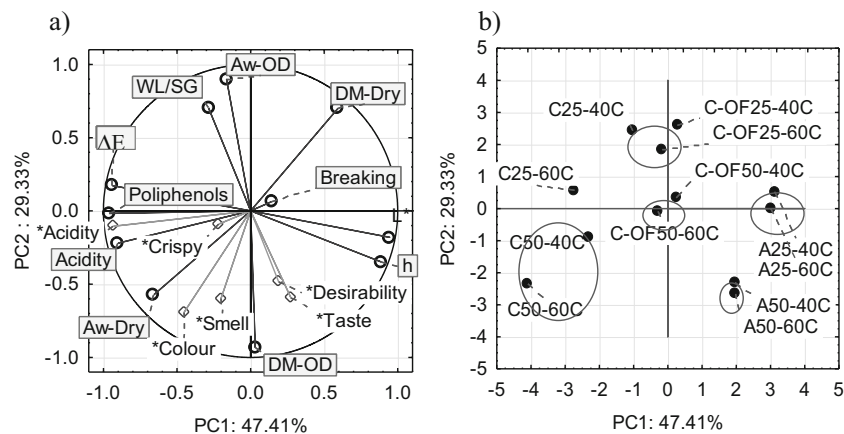 a)
1.0
0.5
0.0
-0.5
-1.0
PC2 : 29.33%
Aw-OD
WL/SG
DM-Dry
ΔE
Poliphenols
Breaking
L*
*Acidity
*Crispy
Acidity
h
*Desirability
Aw-Dry
*Smell
*Taste
*Colour
DM-OD
-1.0 -0.5 0.0 0.5 1.0
PC1: 47.41%
b)
5
4
3
2
1
0
-1
-2
-3
-4
-5
PC2: 29.33%
C25-40C
C-OF25-40C
C-OF25-60C
C25-60C
C-OF50-40C
C50-40C
C-OF50-60C
A25-40C
A25-60C
C50-60C
A50-40C
A50-60C
-5 -4 -3 -2 -1 0 1 2 3 4 5
PC1: 47.41%